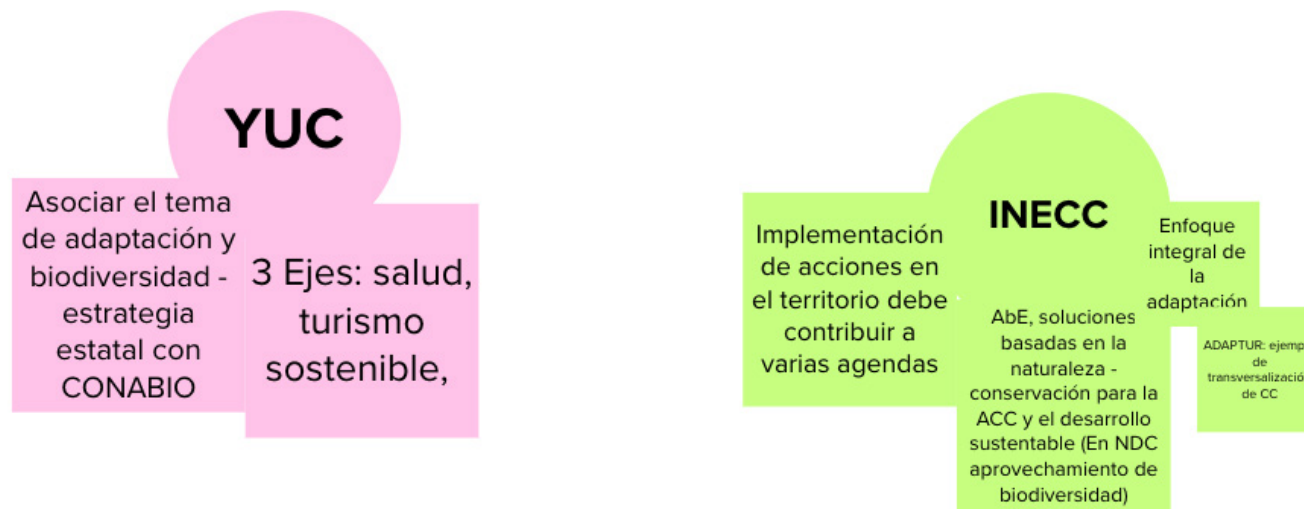 YUC
Asociar el tema
de adaptación y
biodiversidad -
estrategia
estatal con
CONABIO
3 Ejes: salud,
turismo
sostenible,
INECC
Implementación
de acciones en
el territorio debe
contribuir a
varias agendas
Enfoque
integral de
la
adaptación
AbE, soluciones
basadas en la
naturaleza -
conservación para la
ACC y el desarrollo
sustentable (En NDC
aprovechamiento de
biodiversidad)
ADAPTUR:
de
de CC